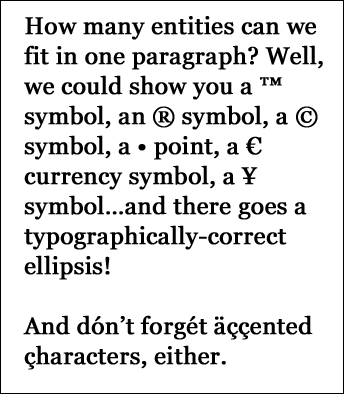 How many entities can we
fit in one paragraph? Well,
we could show you a ™
symbol, an ® symbol, a ©
symbol, a • point, a €
currency symbol, a ¥
symbol…and there goes a
typographically-correct
ellipsis!

And dón’t forgét äççented
çharacters, either.